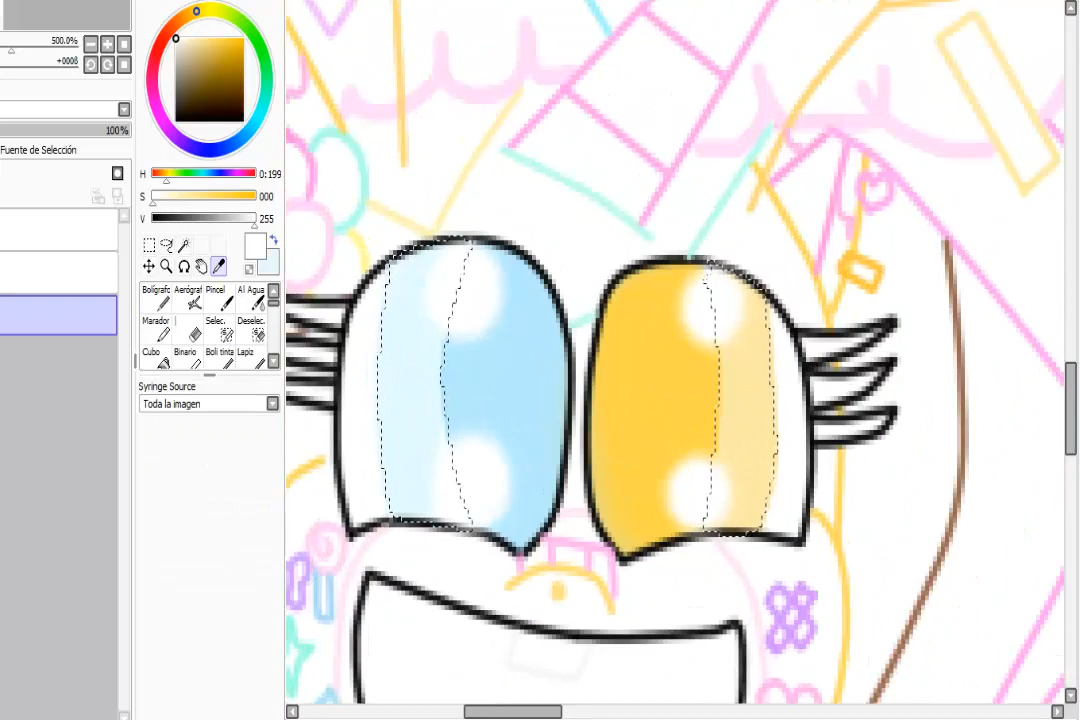 500.0%
+0008
100%
Fuente de Selección
H 0:199
S 000
V 255
Bolígrafo Aerógraf Pincel Al Agua
Marador Selec. Deselec.
Cubo Binario Boli tinta Lapiz
Syringe Source
Toda la imagen